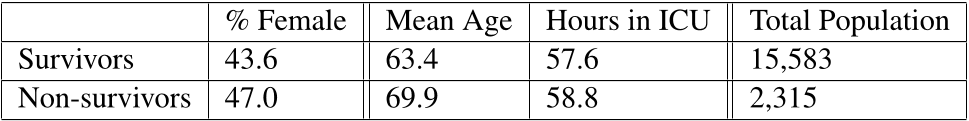 % Female Mean Age Hours in ICU Total Population
Survivors 43.6 63.4 57.6 15,583
Non-survivors 47.0 69.9 58.8 2,315